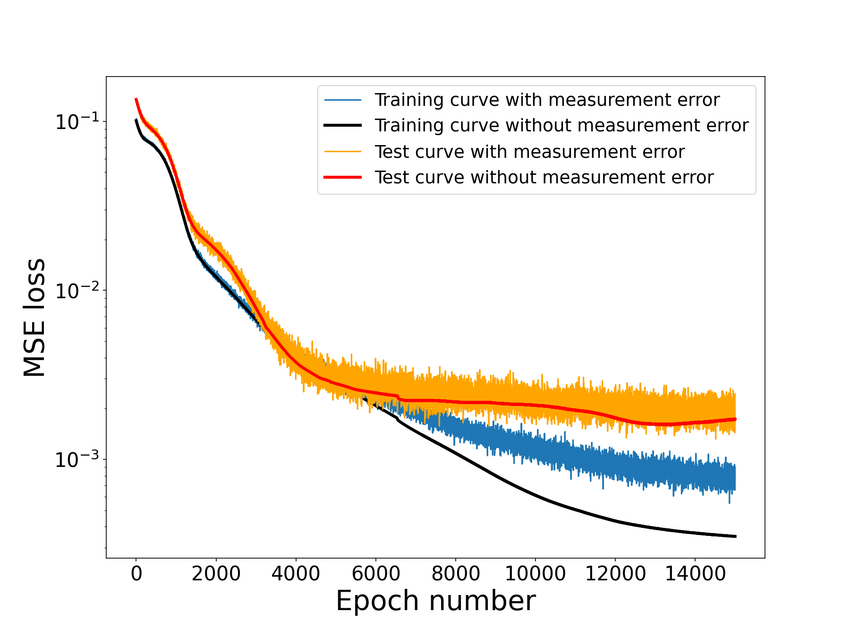 Training curve with measurement error
Training curve without measurement error
Test curve with measurement error
Test curve without measurement error
10⁻¹
10⁻²
10⁻³
MSE loss
0 2000 4000 6000 8000 10000 12000 14000
Epoch number